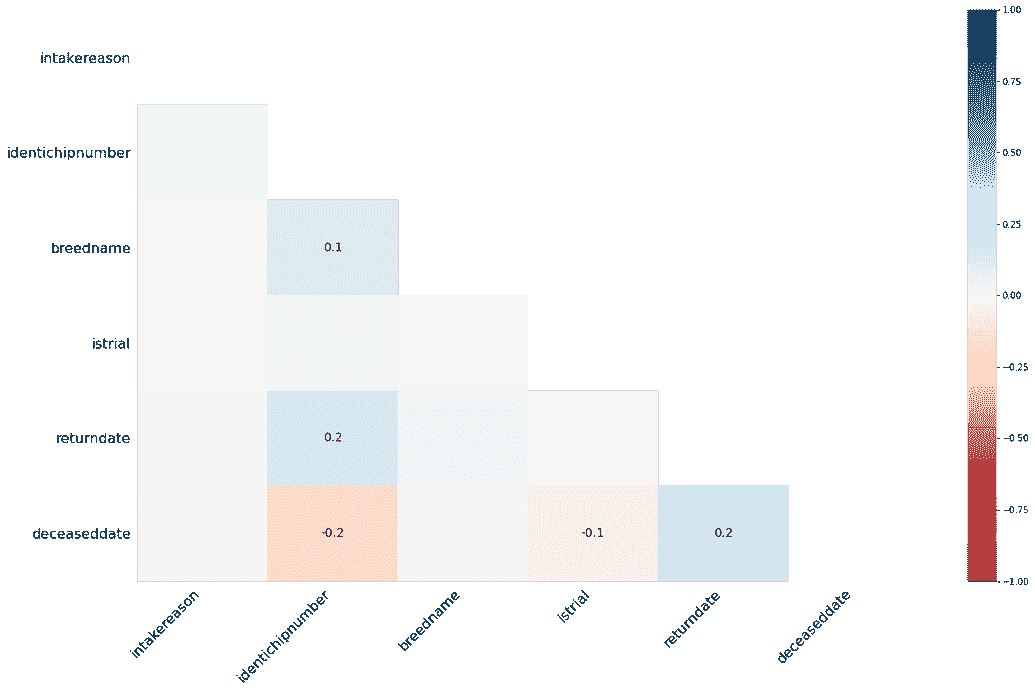 intakereason
identichipnumber
breedname
0.1
istrial
returndate
0.2
deceaseddate
-0.2
-0.1
0.2
intakereason
identichipnumber
breedname
istrial
returndate
deceaseddate
1.00
0.75
0.50
0.25
0.00
−0.25
−0.50
−0.75
−1.00